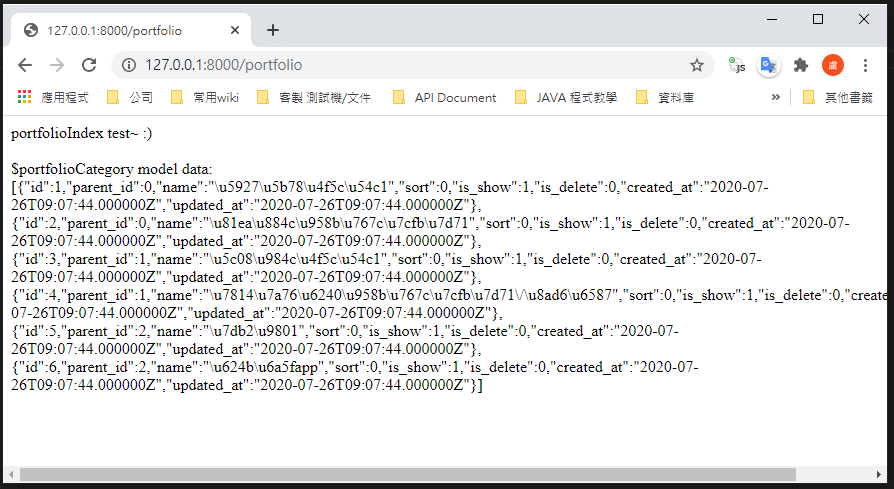 127.0.0.1:8000/portfolio
127.0.0.1:8000/portfolio
JS
盧
應用程式 公司 常用wiki 客製 測試機/文件 API Document JAVA 程式教學 資料庫 » 其他書籤
portfolioIndex test~ :)
$portfolioCategory model data:
[{"id":1,"parent_id":0,"name":"\u5927\u5b78\u4f5c\u54c1","sort":0,"is_show":1,"is_delete":0,"created_at":"2020-07-
26T09:07:44.000000Z","updated_at":"2020-07-26T09:07:44.000000Z"},
{"id":2,"parent_id":0,"name":"\u81ea\u884c\u958b\u767c\u7cfb\u7d71","sort":0,"is_show":1,"is_delete":0,"created_at":"2020-07-
26T09:07:44.000000Z","updated_at":"2020-07-26T09:07:44.000000Z"},
{"id":3,"parent_id":1,"name":"\u5c08\u984c\u4f5c\u54c1","sort":0,"is_show":1,"is_delete":0,"created_at":"2020-07-
26T09:07:44.000000Z","updated_at":"2020-07-26T09:07:44.000000Z"},
{"id":4,"parent_id":1,"name":"\u7814\u7a76\u6240\u958b\u767c\u7cfb\u7d71\/\u8ad6\u6587","sort":0,"is_show":1,"is_delete":0,"create
07-26T09:07:44.000000Z","updated_at":"2020-07-26T09:07:44.000000Z"},
{"id":5,"parent_id":2,"name":"\u7db2\u9801","sort":0,"is_show":1,"is_delete":0,"created_at":"2020-07-
26T09:07:44.000000Z","updated_at":"2020-07-26T09:07:44.000000Z"},
{"id":6,"parent_id":2,"name":"\u624b\u6a5fapp","sort":0,"is_show":1,"is_delete":0,"created_at":"2020-07-
26T09:07:44.000000Z","updated_at":"2020-07-26T09:07:44.000000Z"}]